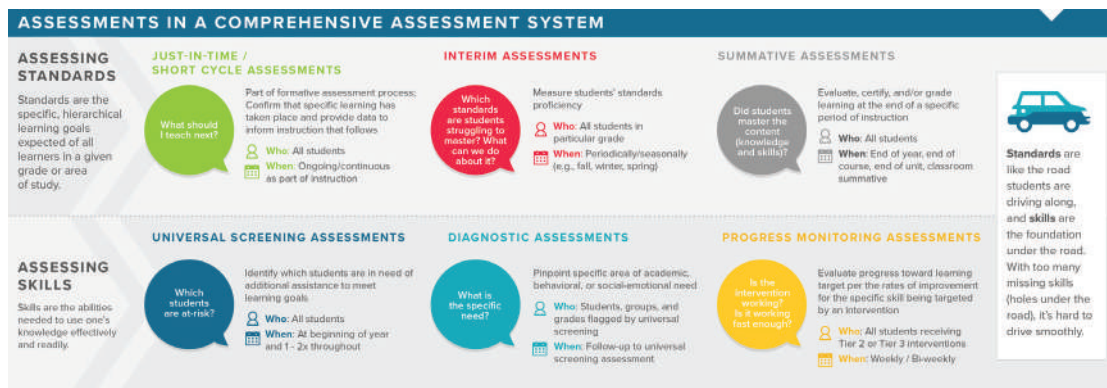 ASSESSMENTS IN A COMPREHENSIVE ASSESSMENT SYSTEM
ASSESSING
STANDARDS
Standards are the
specific, hierarchical
learning goals
expected of all
learners in a given
grade or area
of study.
JUST-IN-TIME /
SHORT CYCLE ASSESSMENTS
What should
I teach next?
Part of formative assessment process;
Confirm that specific learning has
taken place and provide data to
inform instruction that follows
Who: All students
When: Ongoing/continuous
as part of instruction
INTERIM ASSESSMENTS
Which
standards
are students
struggling to
master? What
can we do
about it?
Measure students' standards
proficiency
Who: All students in
particular grade
When: Periodically/seasonally
(e.g., fall, winter, spring)
SUMMATIVE ASSESSMENTS
Did students
master the
content
(knowledge
and skills)?
Evaluate, certify, and/or grade
learning at the end of a specific
period of instruction
Who: All students
When: End of year, end of
course, end of unit, classroom
summative
ASSESSING
SKILLS
Skills are the abilities
needed to use one's
knowledge effectively
and readily.
UNIVERSAL SCREENING ASSESSMENTS
Which
students
are at-risk?
Identify which students are in need of
additional assistance to meet
learning goals
Who: All students
When: At beginning of year
and 1 - 2x throughout
DIAGNOSTIC ASSESSMENTS
What is
the specific
need?
Pinpoint specific area of academic,
behavioral, or social-emotional need
Who: Students, groups, and
grades flagged by universal
screening
When: Follow-up to universal
screening assessment
PROGRESS MONITORING ASSESSMENTS
Is the
intervention
working?
Is it working
fast enough?
Evaluate progress toward learning
target per the rates of improvement
for the specific skill being targeted
by an intervention
Who: All students receiving
Tier 2 or Tier 3 interventions
When: Weekly / Bi-weekly
Standards are
like the road
students are
driving along,
and skills are
the foundation
under the road.
With too many
missing skills
(holes under the
road), it's hard to
drive smoothly.